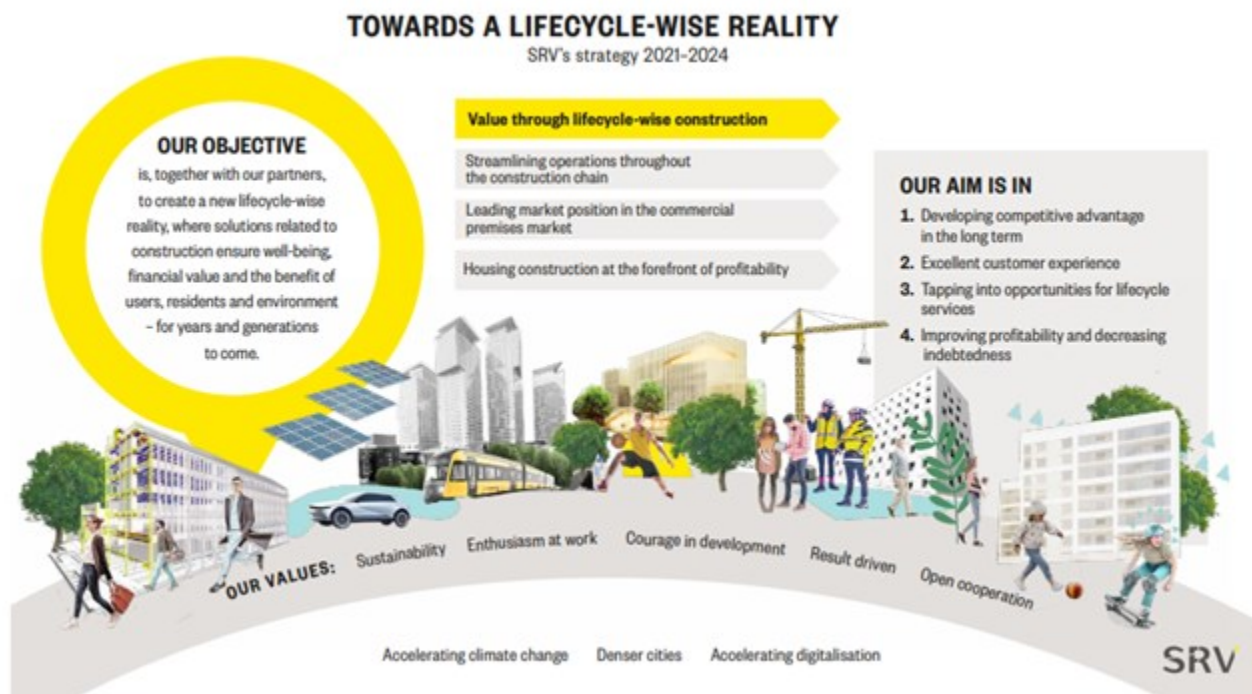 TOWARDS A LIFECYCLE-WISE REALITY
SRV's strategy 2021-2024
OUR OBJECTIVE
is, together with our partners,
to create a new lifecycle-wise
reality, where solutions related to
construction ensure well-being,
financial value and the benefit of
users, residents and environment
– for years and generations
to come.
Value through lifecycle-wise construction
Streamlining operations throughout
the construction chain
Leading market position in the commercial
premises market
Housing construction at the forefront of profitability
OUR AIM IS IN
1. Developing competitive advantage
in the long term
2. Excellent customer experience
3. Tapping into opportunities for lifecycle
services
4. Improving profitability and decreasing
indebtedness
OUR VALUES: Sustainability Enthusiasm at work Courage in development Result driven Open cooperation
Accelerating climate change Denser cities Accelerating digitalisation
SRV